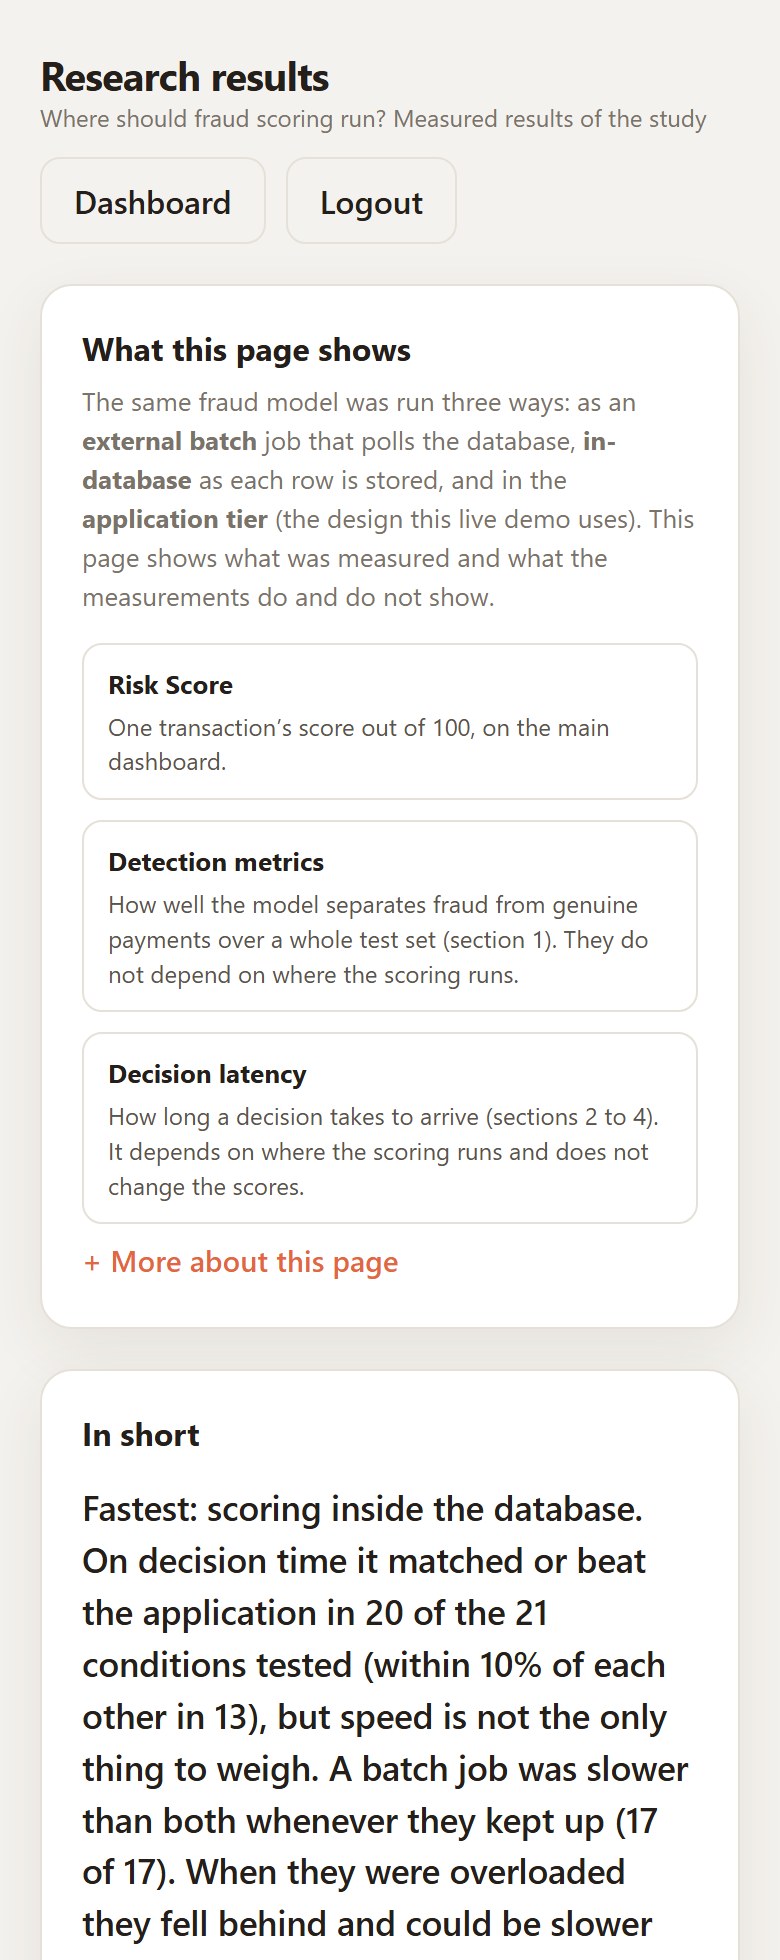 Research results
Where should fraud scoring run? Measured results of the study
Dashboard
Logout
What this page shows
The same fraud model was run three ways: as an
external batch job that polls the database, in-
database as each row is stored, and in the
application tier (the design this live demo uses). This
page shows what was measured and what the
measurements do and do not show.
Risk Score
One transaction’s score out of 100, on the main
dashboard.
Detection metrics
How well the model separates fraud from genuine
payments over a whole test set (section 1). They do
not depend on where the scoring runs.
Decision latency
How long a decision takes to arrive (sections 2 to 4).
It depends on where the scoring runs and does not
change the scores.
+ More about this page
In short
Fastest: scoring inside the database.
On decision time it matched or beat
the application in 20 of the 21
conditions tested (within 10% of each
other in 13), but speed is not the only
thing to weigh. A batch job was slower
than both whenever they kept up (17
of 17). When they were overloaded
they fell behind and could be slower